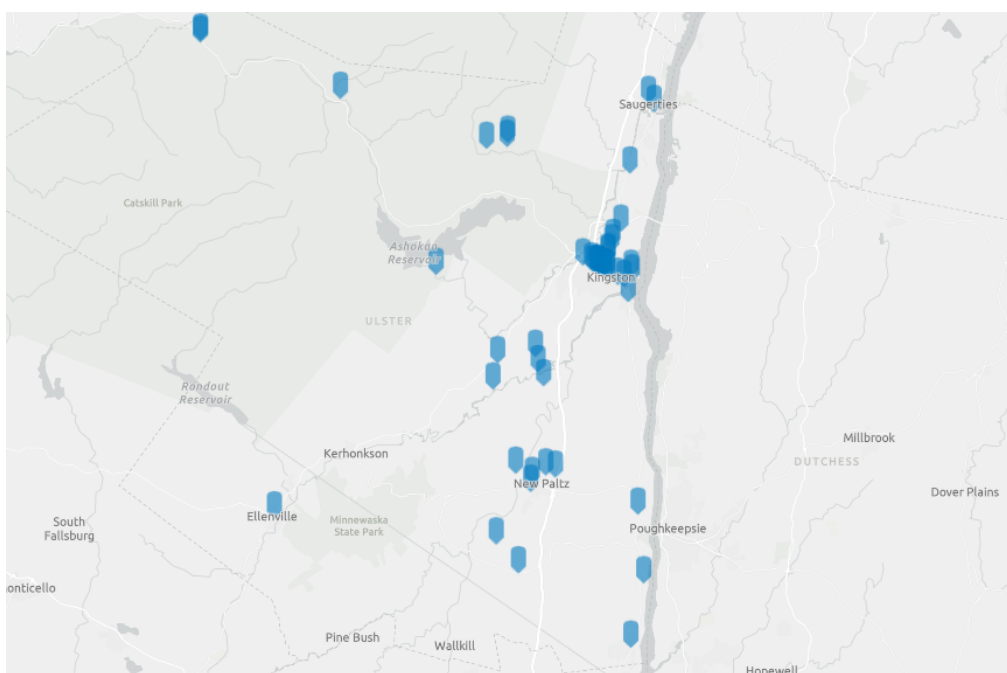 Saugerties
Catskill Park
Ashokan
Reservoir
Kingston
ULSTER
Rondout
Reservoir
Kerhonkson
Millbrook
DUTCHESS
New Paltz
Dover Plains
South
Fallsburg
Ellenville
Minnewaska
State Park
Poughkeepsie
onticello
Pine Bush
Wallkill
Hopewell